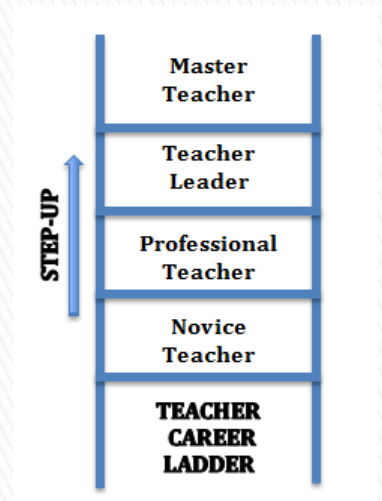 Master
Teacher
Teacher
Leader
STEP-UP
Professional
Teacher
Novice
Teacher
TEACHER
CAREER
LADDER